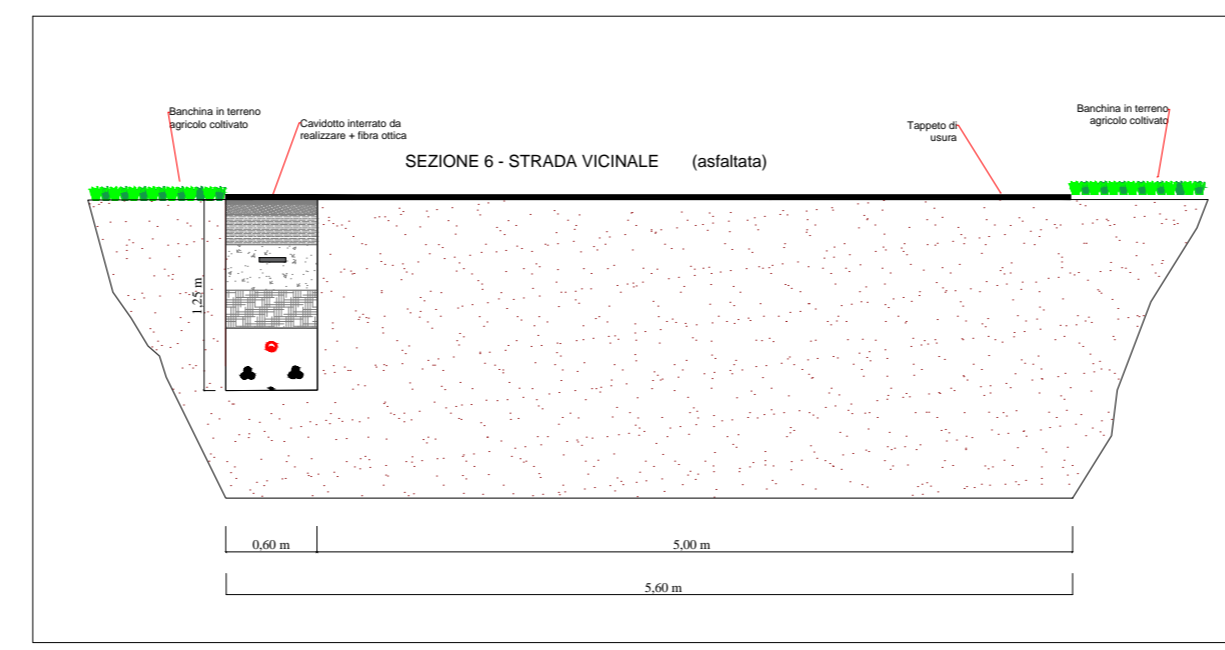 Banchina in terreno
agricolo coltivato
Cavidotto interrato da
realizzare + fibra ottica
Tappeto di
usura
Banchina in terreno
agricolo coltivato
SEZIONE 6 - STRADA VICINALE (asfaltata)
1,25 m
0,60 m
5,00 m
5,60 m